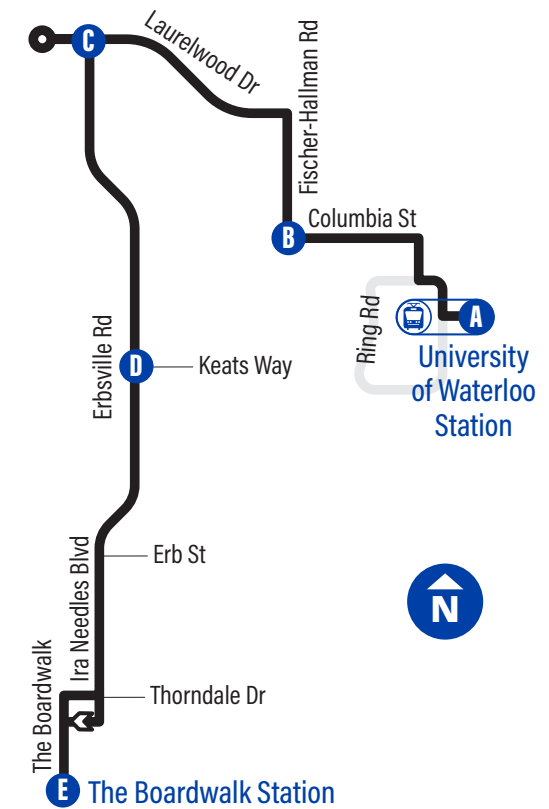 C
Laurelwood Dr
Fischer-Hallman Rd
Columbia St
B
Ring Rd
A
University
of Waterloo
Station
Erbsville Rd
D
Keats Way
Ira Needles Blvd
Erb St
N
The Boardwalk
Thorndale Dr
E
The Boardwalk Station